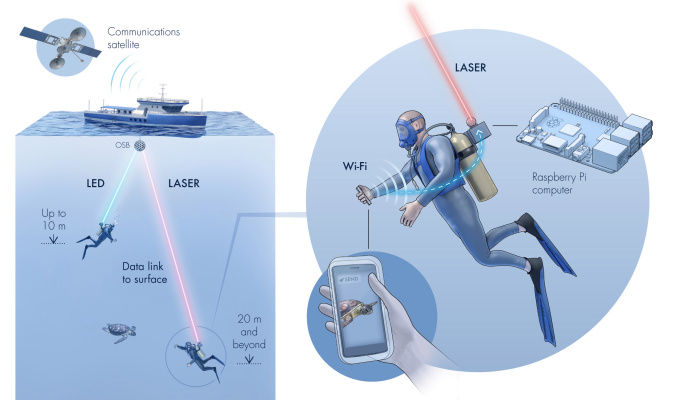 Communications
satellite
OSB
LED
LASER
Up to
10 m
Data link
to surface
20 m
and
beyond
LASER
Wi-Fi
Raspberry Pi
computer
SEND